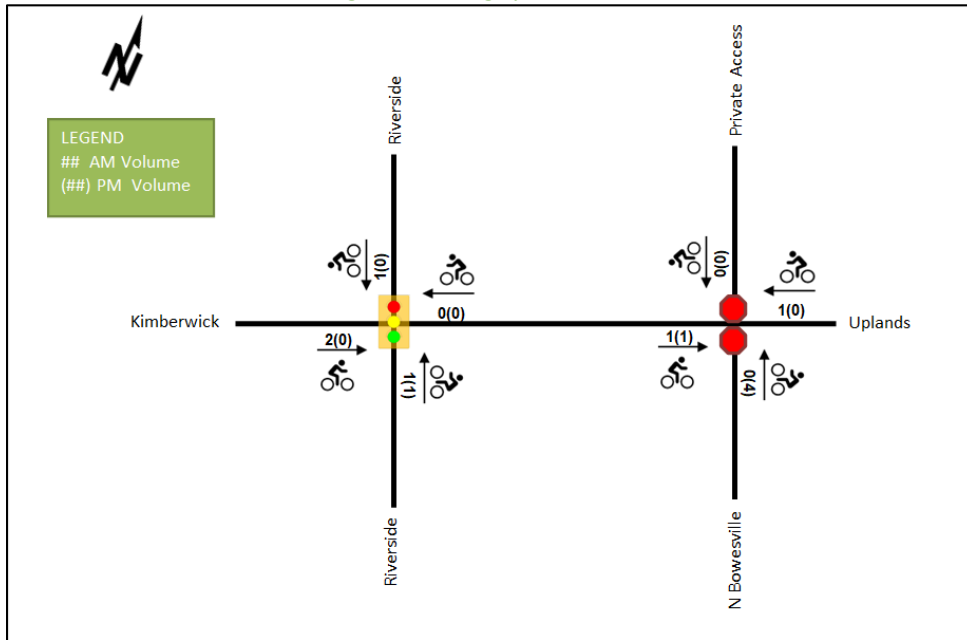 N
LEGEND
## AM Volume
(##) PM Volume
Riverside
Private Access
1(0)
0(0)
0(0)
1(0)
Kimberwick
Uplands
2(0)
1(1)
1(1)
0(4)
Riverside
N Bowesville